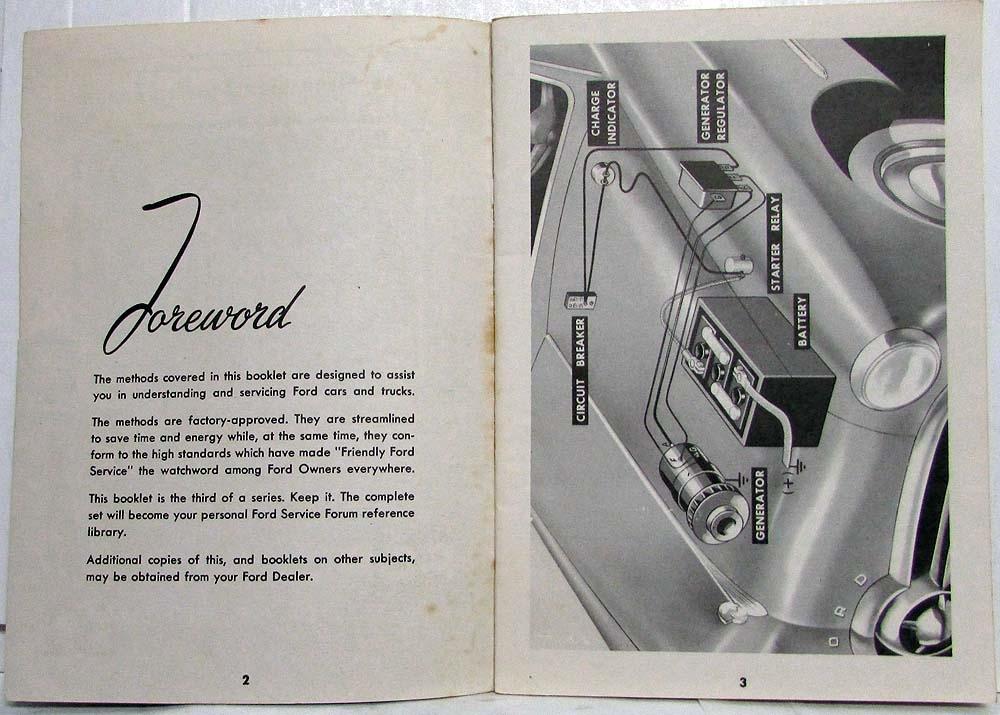 Foreword
The methods covered in this booklet are designed to assist
you in understanding and servicing Ford cars and trucks.
The methods are factory-approved. They are streamlined
to save time and energy while, at the same time, they con-
form to the high standards which have made "Friendly Ford
Service" the watchword among Ford Owners everywhere.
This booklet is the third of a series. Keep it. The complete
set will become your personal Ford Service Forum reference
library.
Additional copies of this, and booklets on other subjects,
may be obtained from your Ford Dealer.
2
CHARGE
INDICATOR
GENERATOR
REGULATOR
STARTER RELAY
CIRCUIT BREAKER
BATTERY
GENERATOR
(+)
A
F
O R D
3